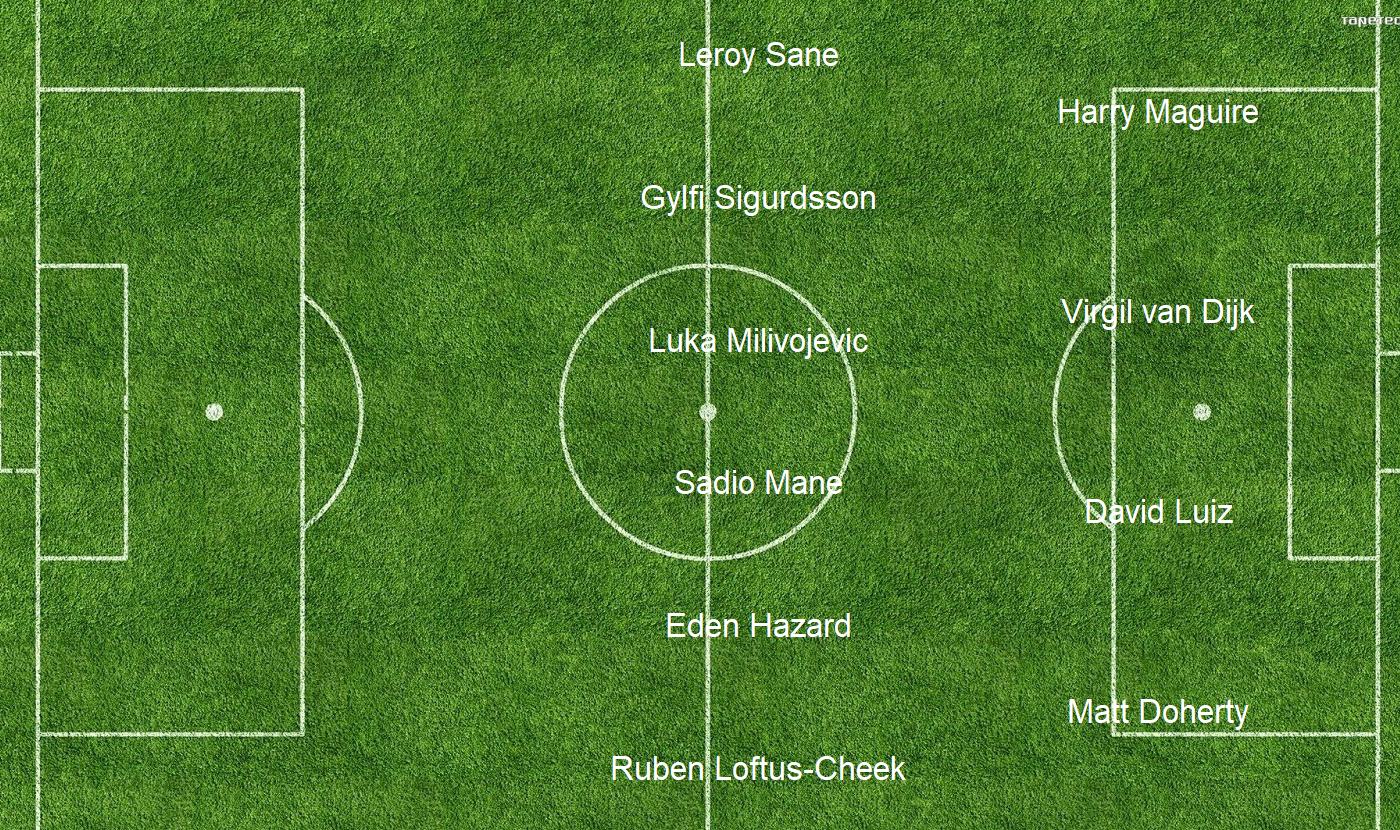 Leroy Sane
Harry Maguire
Gylfi Sigurdsson
Virgil van Dijk
Luka Milivojevic
Sadio Mane
David Luiz
Eden Hazard
Matt Doherty
Ruben Loftus-Cheek